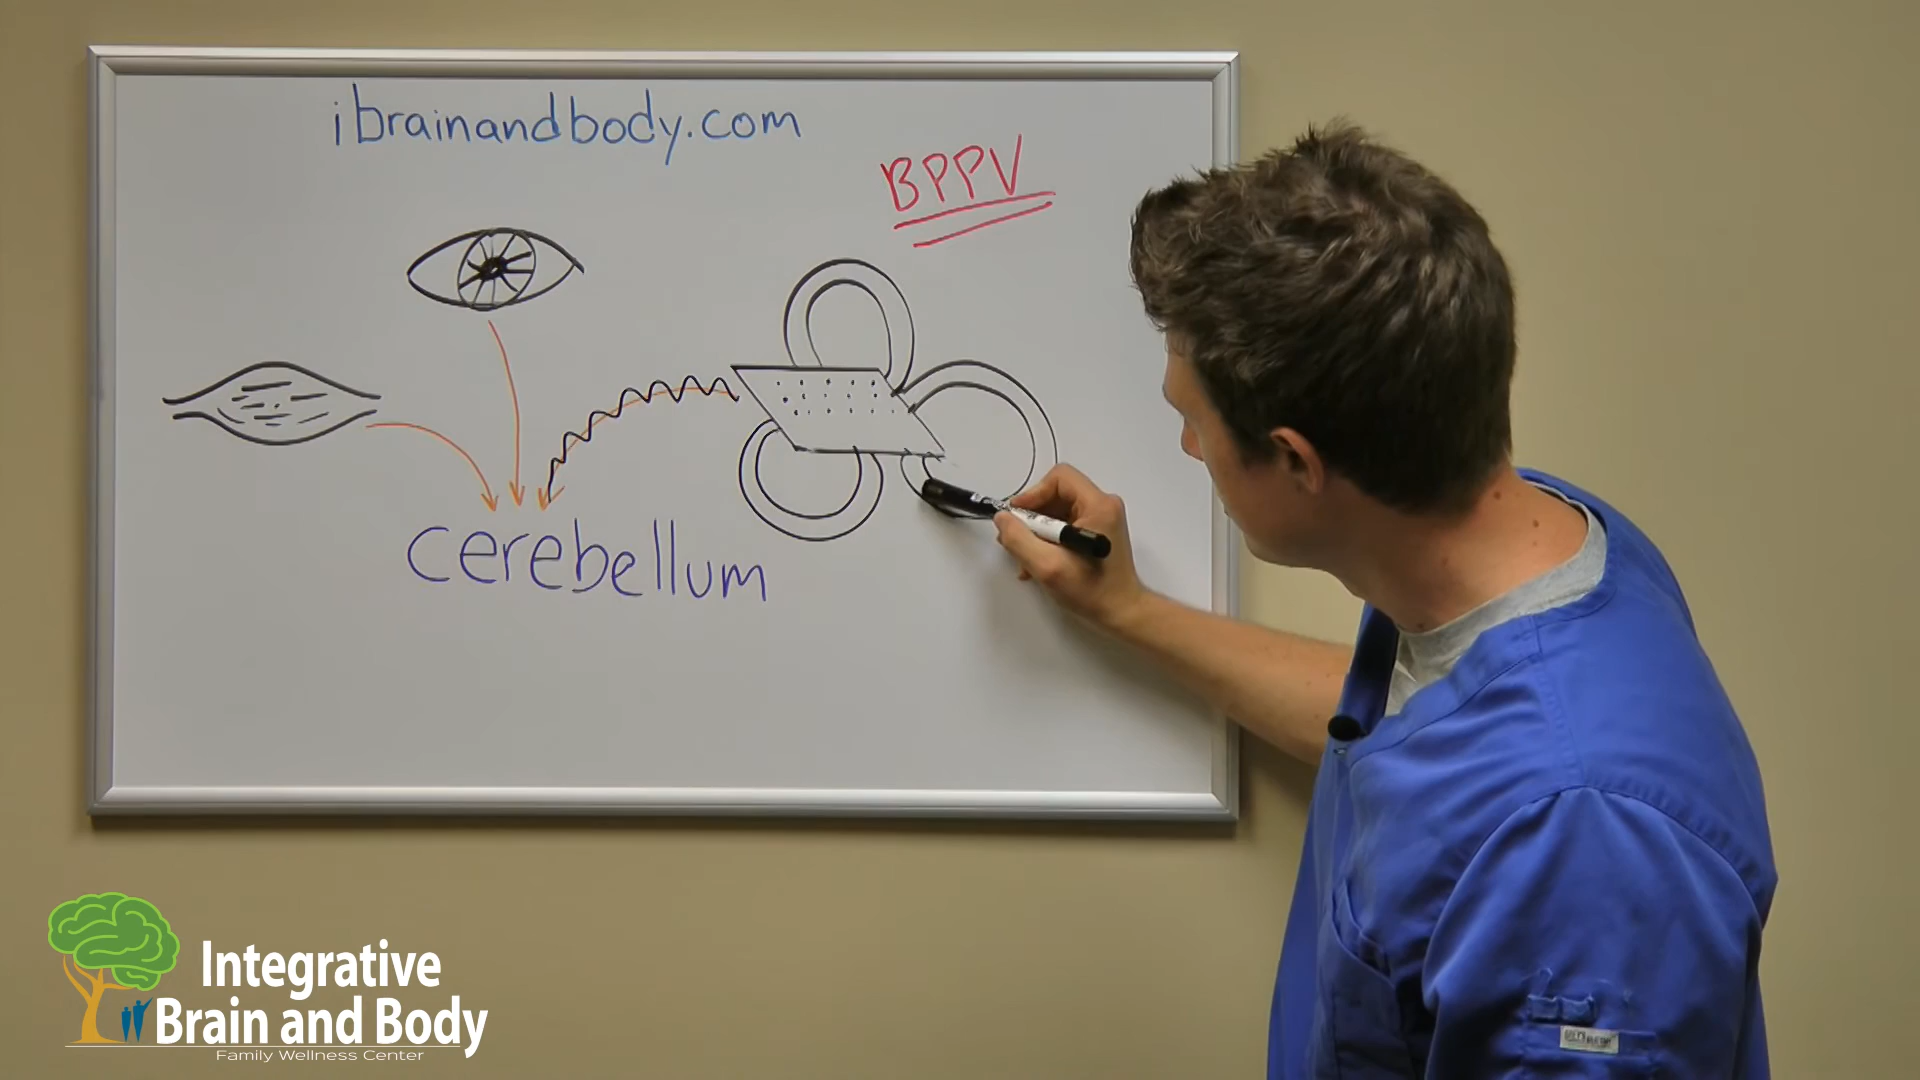 ibrainandbody.com
BPPV
cerebellum
Integrative
Brain and Body
Family Wellness Center